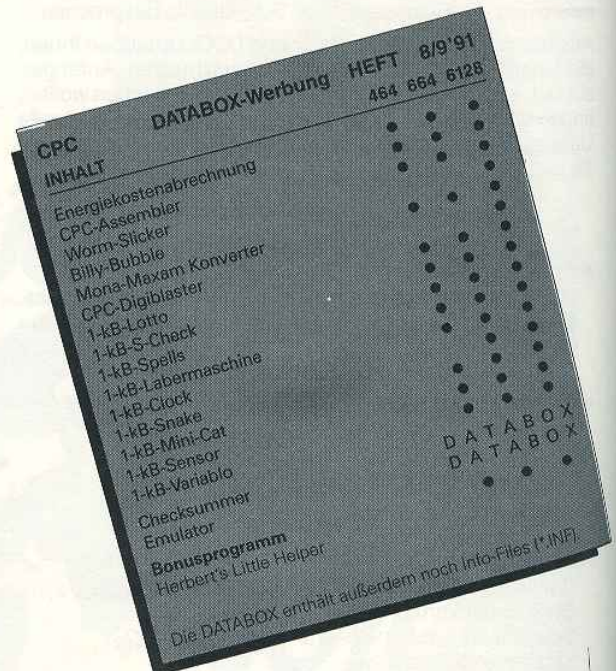 CPC DATABOX-Werbung HEFT 8/9'91
INHALT 464 664 6128
Energiekostenabrechnung
CPC-Assembler
Worm-Slicker
Billy-Bubble
Mona-Maxam Konverter
CPC-Digiblaster
1-kB-Lotto
1-kB-S-Check
1-kB-Spells
1-kB-Labermaschine
1-kB-Clock
1-kB-Snake
1-kB-Mini-Cat
1-kB-Sensor
1-kB-Variablo
Checksummer D A T A B O X
Emulator D A T A B O X
Bonusprogramm
Herbert's Little Helper
Die DATABOX enthält außerdem noch Info-Files (*.INF)